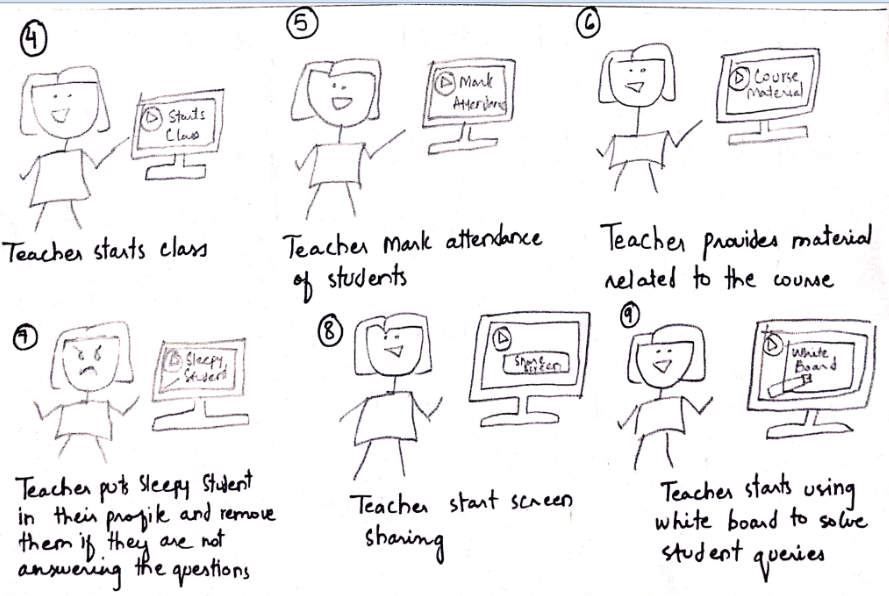 4
Starts
Class
Teacher starts class
5
Mark
Attendance
Teacher Mark attendance
of students
6
Course
Material
Teacher provides material
related to the course
7
Sleepy
Student
Teacher puts Sleepy Student
in their profile and remove
them if they are not
answering the questions
8
Share
Screen
Teacher start screen
sharing
9
White
Board
Teacher starts using
white board to solve
student queries